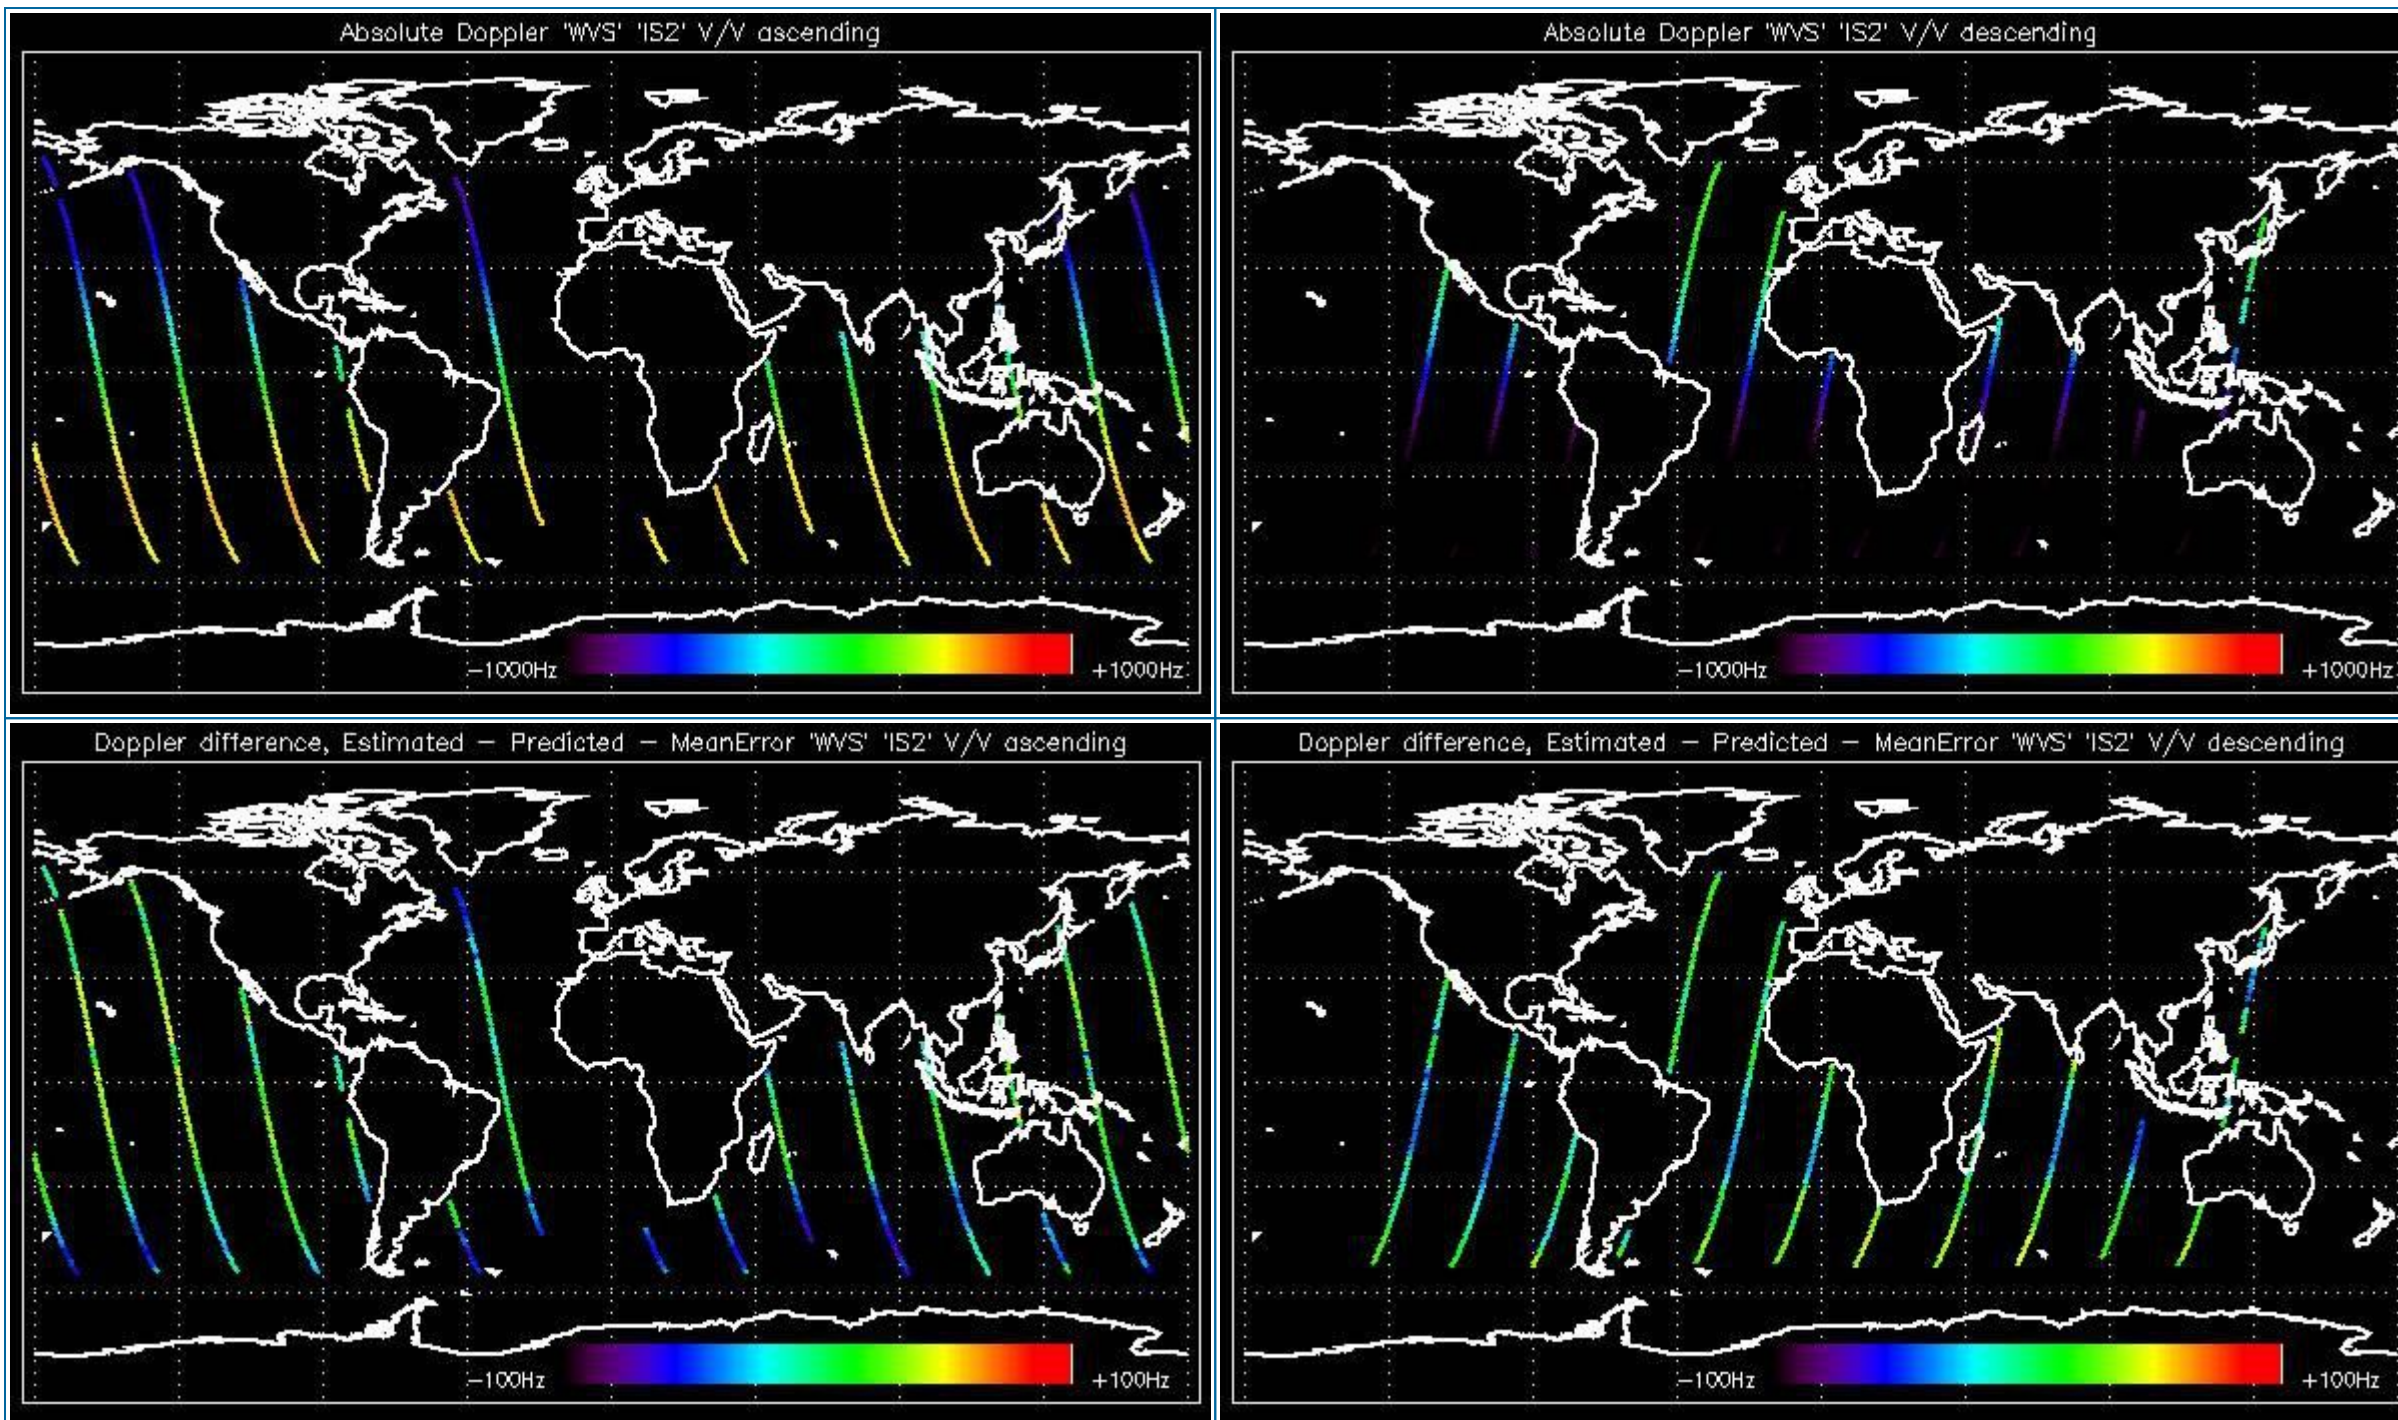 Absolute Doppler 'WVS' 'IS2' V/V ascending
-1000Hz +1000Hz
Absolute Doppler 'WVS' 'IS2' V/V descending
-1000Hz +1000Hz
Doppler difference, Estimated - Predicted - MeanError 'WVS' 'IS2' V/V ascending
-100Hz +100Hz
Doppler difference, Estimated - Predicted - MeanError 'WVS' 'IS2' V/V descending
-100Hz +100Hz